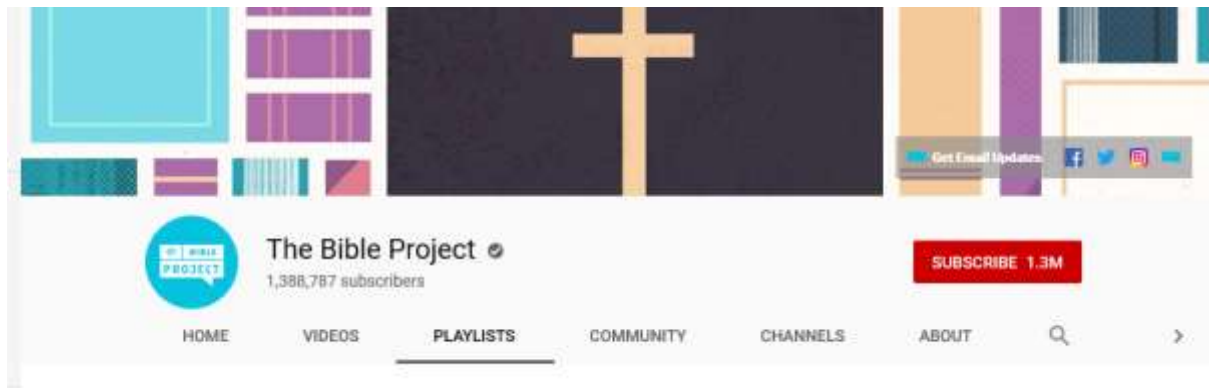 Get Email Updates
BIBLE
PROJECT
The Bible Project
1,388,787 subscribers
SUBSCRIBE 1.3M
HOME VIDEOS PLAYLISTS COMMUNITY CHANNELS ABOUT